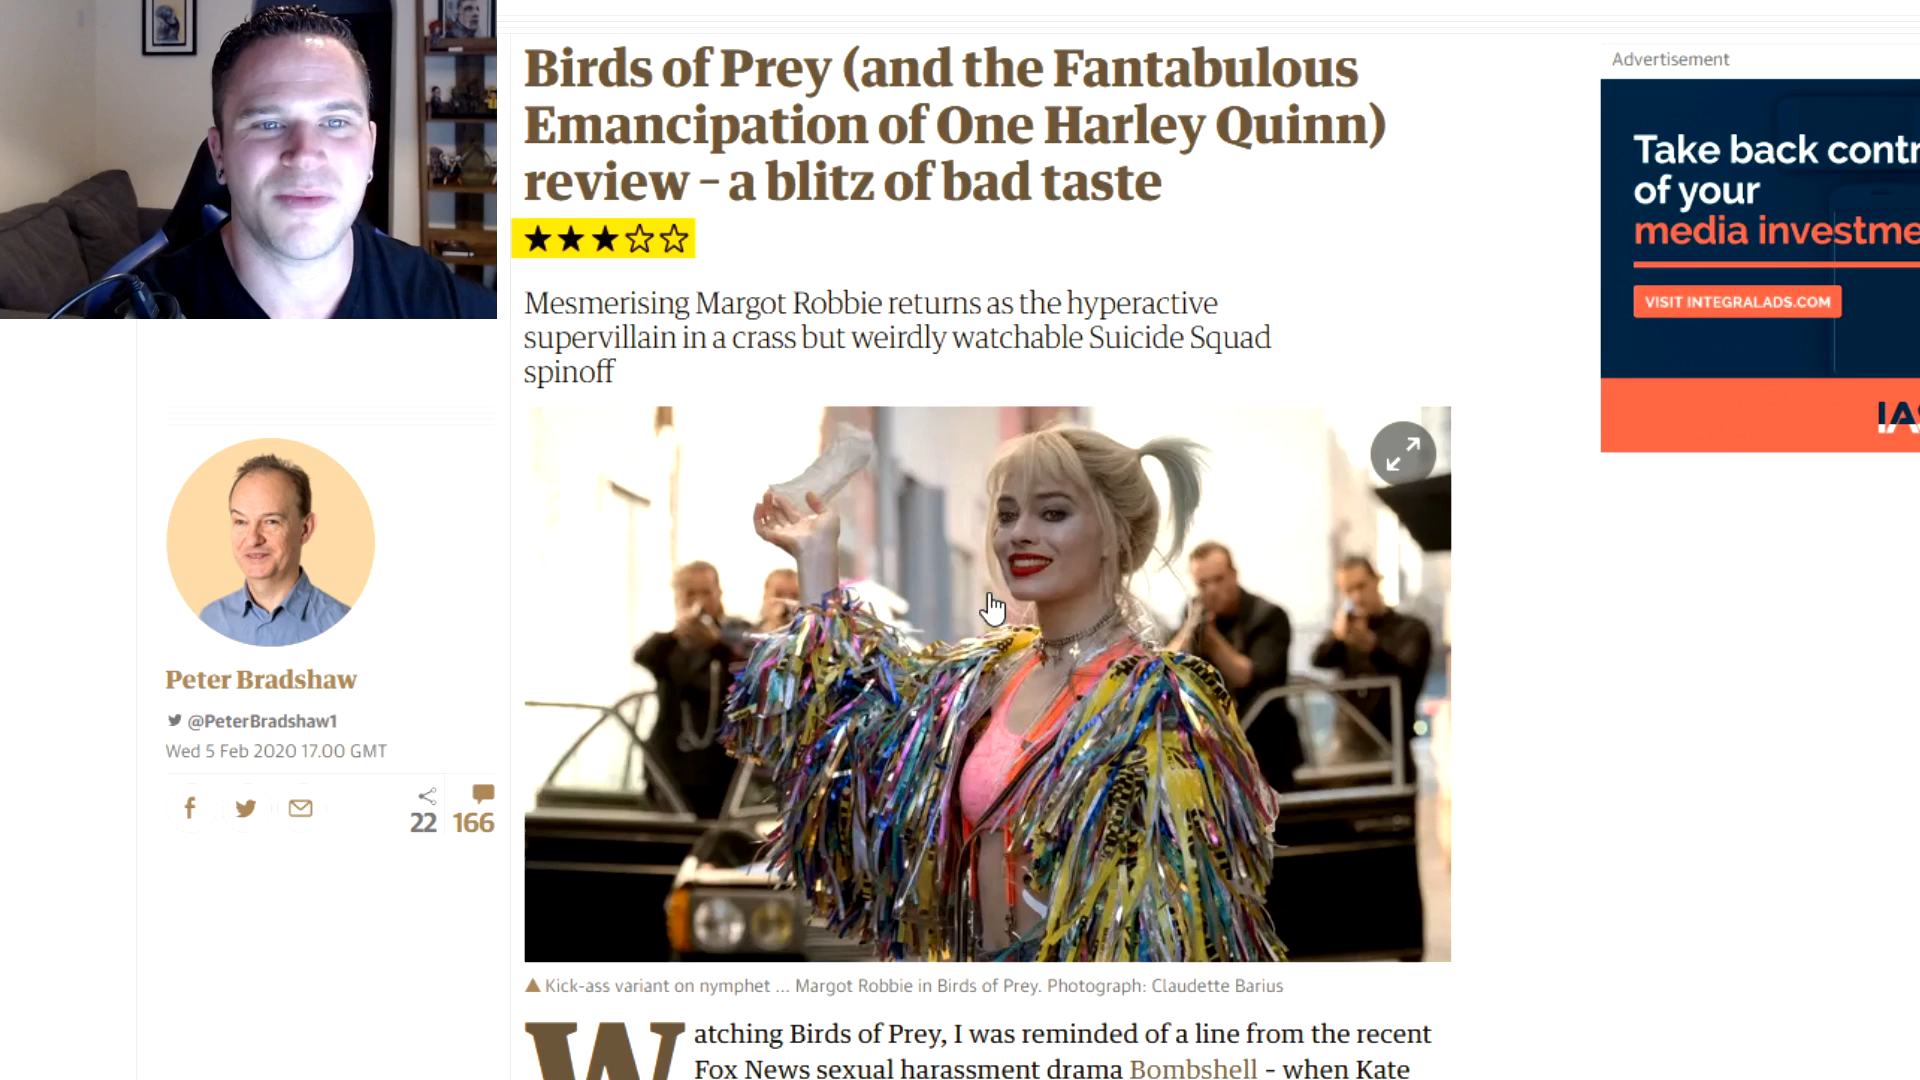 Birds of Prey (and the Fantabulous
Emancipation of One Harley Quinn)
review – a blitz of bad taste
Mesmerising Margot Robbie returns as the hyperactive
supervillain in a crass but weirdly watchable Suicide Squad
spinoff
Peter Bradshaw
@PeterBradshaw1
Wed 5 Feb 2020 17.00 GMT
22 166
Kick-ass variant on nymphet ... Margot Robbie in Birds of Prey. Photograph: Claudette Barius
Watching Birds of Prey, I was reminded of a line from the recent
Fox News sexual harassment drama Bombshell – when Kate
Advertisement
Take back contr
of your
media investme
VISIT INTEGRALADS.COM
IAS